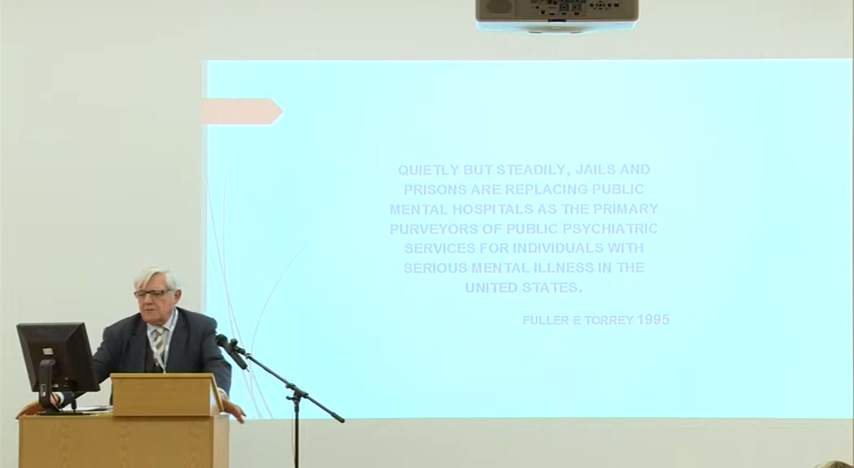 QUIETLY BUT STEADILY, JAILS AND
PRISONS ARE REPLACING PUBLIC
MENTAL HOSPITALS AS THE PRIMARY
PURVEYORS OF PUBLIC PSYCHIATRIC
SERVICES FOR INDIVIDUALS WITH
SERIOUS MENTAL ILLNESS IN THE
UNITED STATES.
FULLER E TORREY 1995